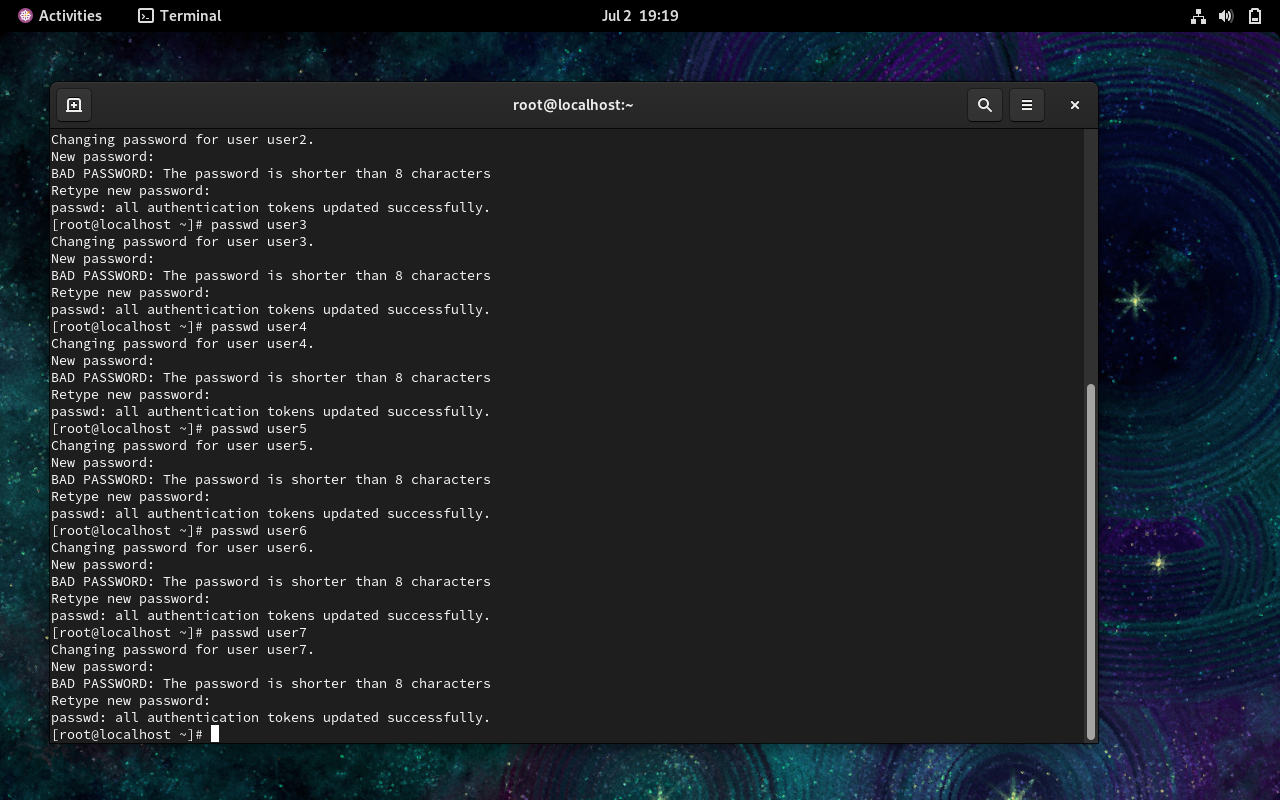 Activities Terminal Jul 2 19:19
root@localhost:~
Changing password for user user2.
New password:
BAD PASSWORD: The password is shorter than 8 characters
Retype new password:
passwd: all authentication tokens updated successfully.
[root@localhost ~]# passwd user3
Changing password for user user3.
New password:
BAD PASSWORD: The password is shorter than 8 characters
Retype new password:
passwd: all authentication tokens updated successfully.
[root@localhost ~]# passwd user4
Changing password for user user4.
New password:
BAD PASSWORD: The password is shorter than 8 characters
Retype new password:
passwd: all authentication tokens updated successfully.
[root@localhost ~]# passwd user5
Changing password for user user5.
New password:
BAD PASSWORD: The password is shorter than 8 characters
Retype new password:
passwd: all authentication tokens updated successfully.
[root@localhost ~]# passwd user6
Changing password for user user6.
New password:
BAD PASSWORD: The password is shorter than 8 characters
Retype new password:
passwd: all authentication tokens updated successfully.
[root@localhost ~]# passwd user7
Changing password for user user7.
New password:
BAD PASSWORD: The password is shorter than 8 characters
Retype new password:
passwd: all authentication tokens updated successfully.
[root@localhost ~]#